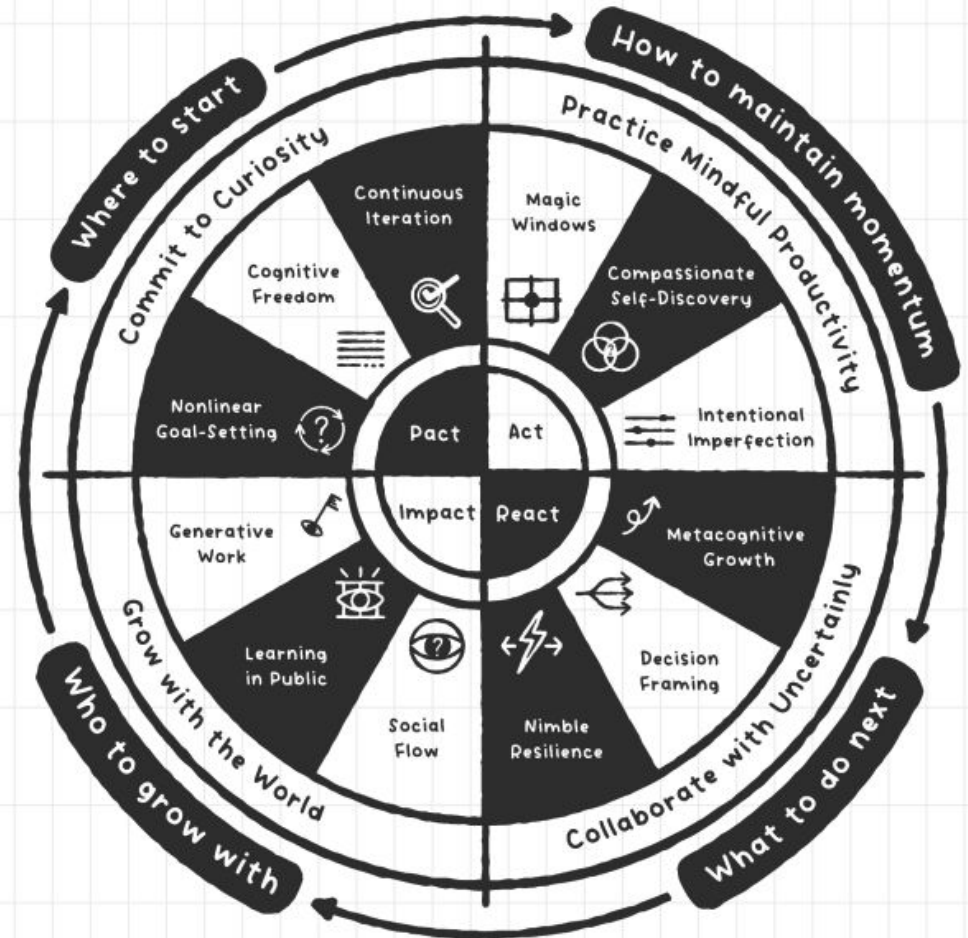 Where to start
How to maintain momentum
Commit to Curiosity
Practice Mindful Productivity
Continuous
Iteration
Magic
Windows
Cognitive
Freedom
Compassionate
Self-Discovery
Nonlinear
Goal-Setting
?
Pact
Act
Intentional
Imperfection
Generative
Work
Impact
React
Metacognitive
Growth
Learning
in Public
Decision
Framing
Social
Flow
?
Nimble
Resilience
Grow with the World
Collaborate with Uncertainly
Who to grow with
What to do next